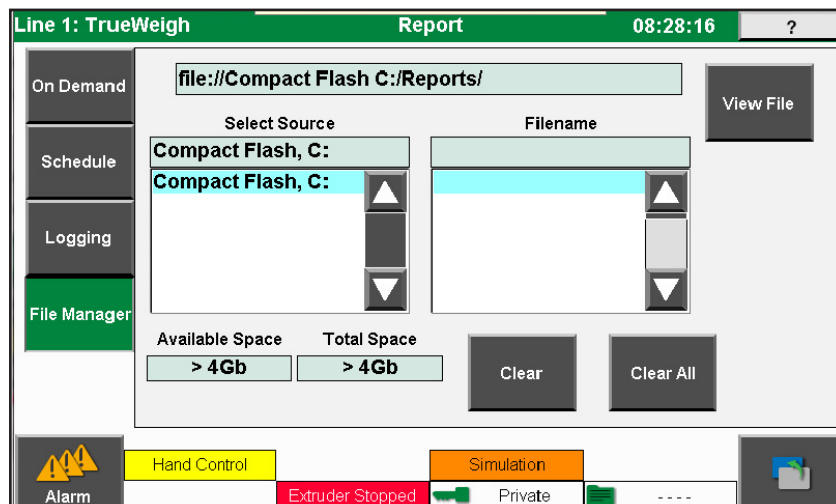 Line 1: TrueWeigh Report 08:28:16 ?
On Demand
Schedule
Logging
File Manager
file://Compact Flash C:/Reports/
View File
Select Source
Compact Flash, C:
Compact Flash, C:
Filename
Available Space
> 4Gb
Total Space
> 4Gb
Clear
Clear All
Alarm
Hand Control
Extruder Stopped
Simulation
Private
- - - -